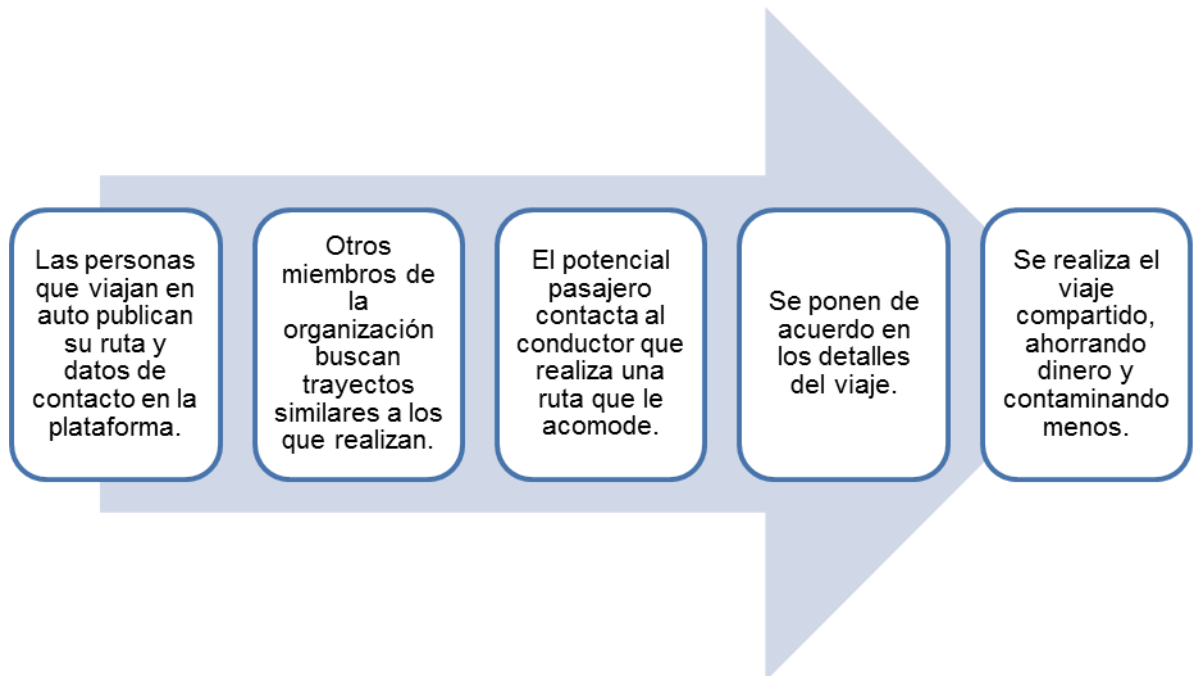 Las personas
que viajan en
auto publican
su ruta y
datos de
contacto en la
plataforma.
Otros
miembros de
la
organización
buscan
trayectos
similares a los
que realizan.
El potencial
pasajero
contacta al
conductor que
realiza una
ruta que le
acomode.
Se ponen de
acuerdo en
los detalles
del viaje.
Se realiza el
viaje
compartido,
ahorrando
dinero y
contaminando
menos.